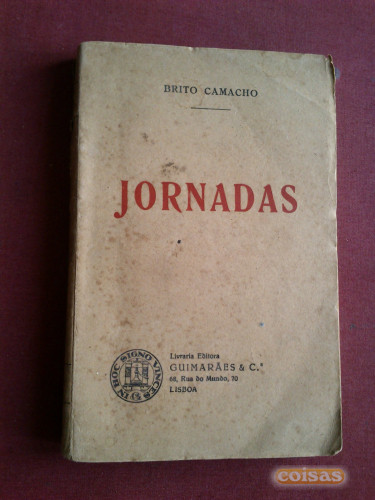 BRITO CAMACHO
JORNADAS
IN HOC SIGNO VINCES
Livraria Editora
GUIMARÃES & C.ª
68, Rua do Mundo, 70
LISBOA
coisas